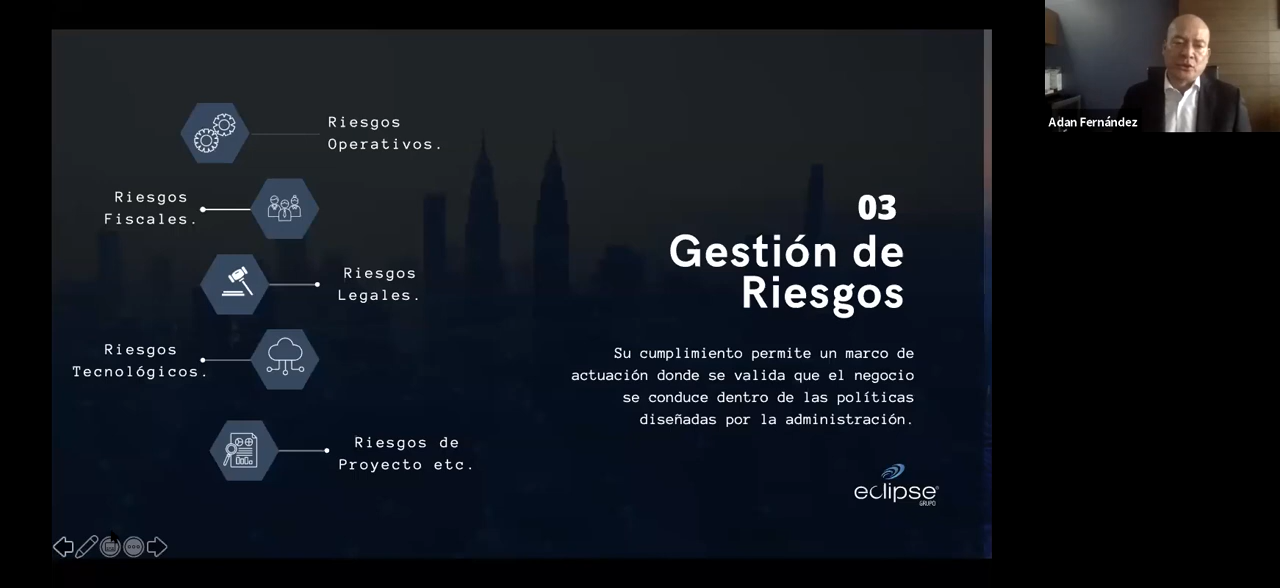 Riesgos
Operativos.
Riesgos
Fiscales.
Riesgos
Legales.
Riesgos
Tecnológicos.
Riesgos de
Proyecto etc.
03
Gestión de
Riesgos
Su cumplimiento permite un marco de
actuación donde se valida que el negocio
se conduce dentro de las políticas
diseñadas por la administración.
eclipse®
GRUPO
Adan Fernández